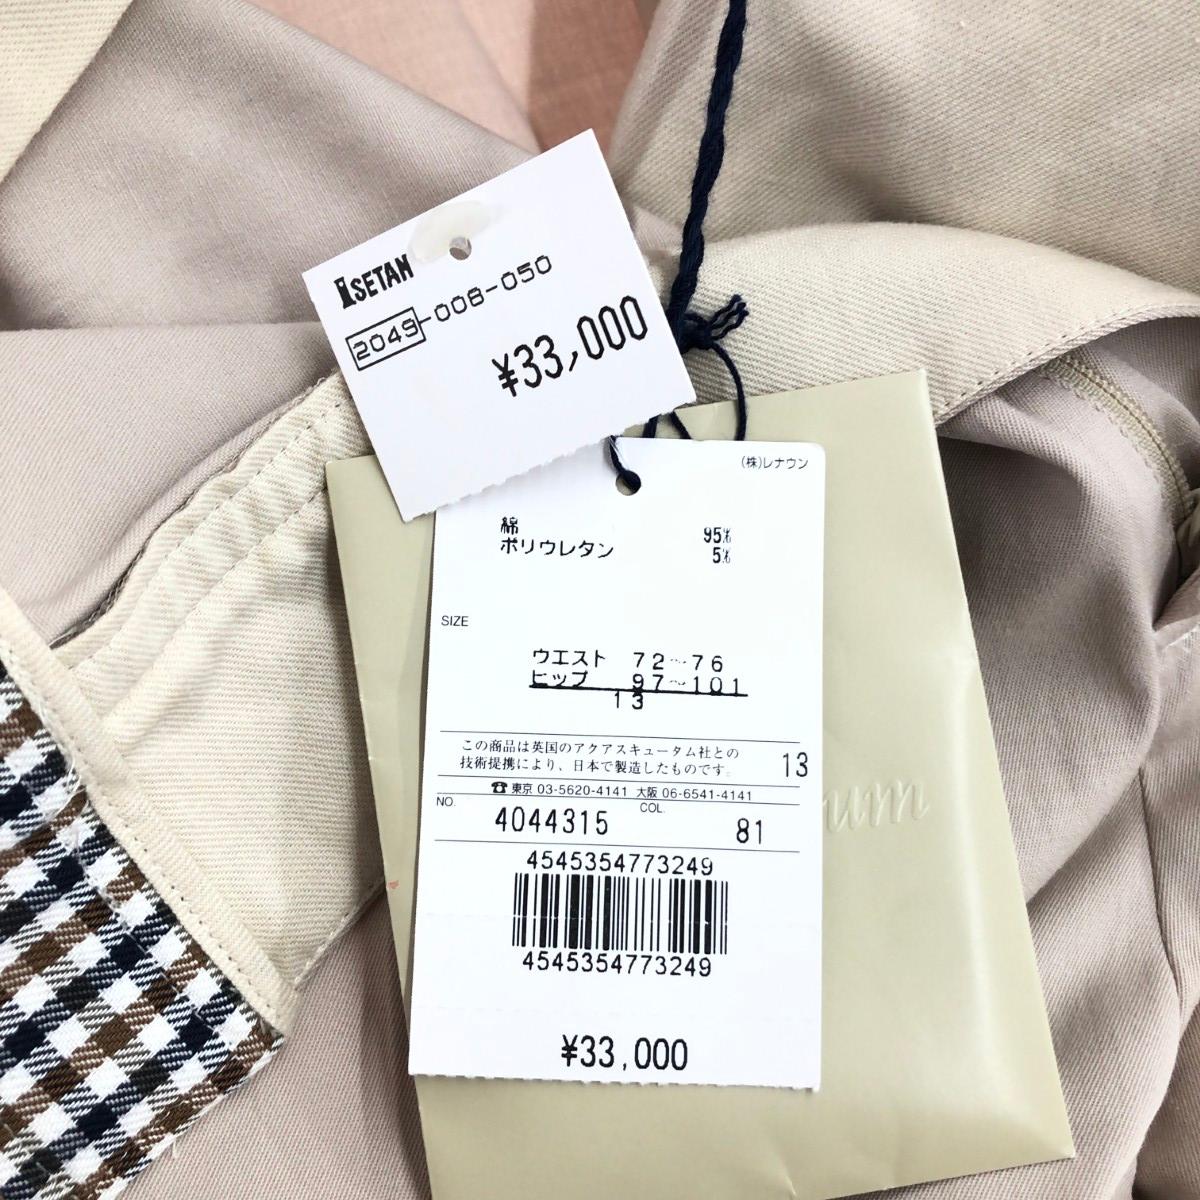 ISETAN
2049-008-050
¥33,000
(株)レナウン
綿 95%
ポリウレタン 5%
SIZE
ウエスト 72~76
ヒップ 97~101
13
この商品は英国のアクアスキュータム社との
技術提携により、日本で製造したものです。 13
☎東京 03-5620-4141 大阪 06-6541-4141
NO. COL.
4044315 81
4545354773249
4545354773249
¥33,000